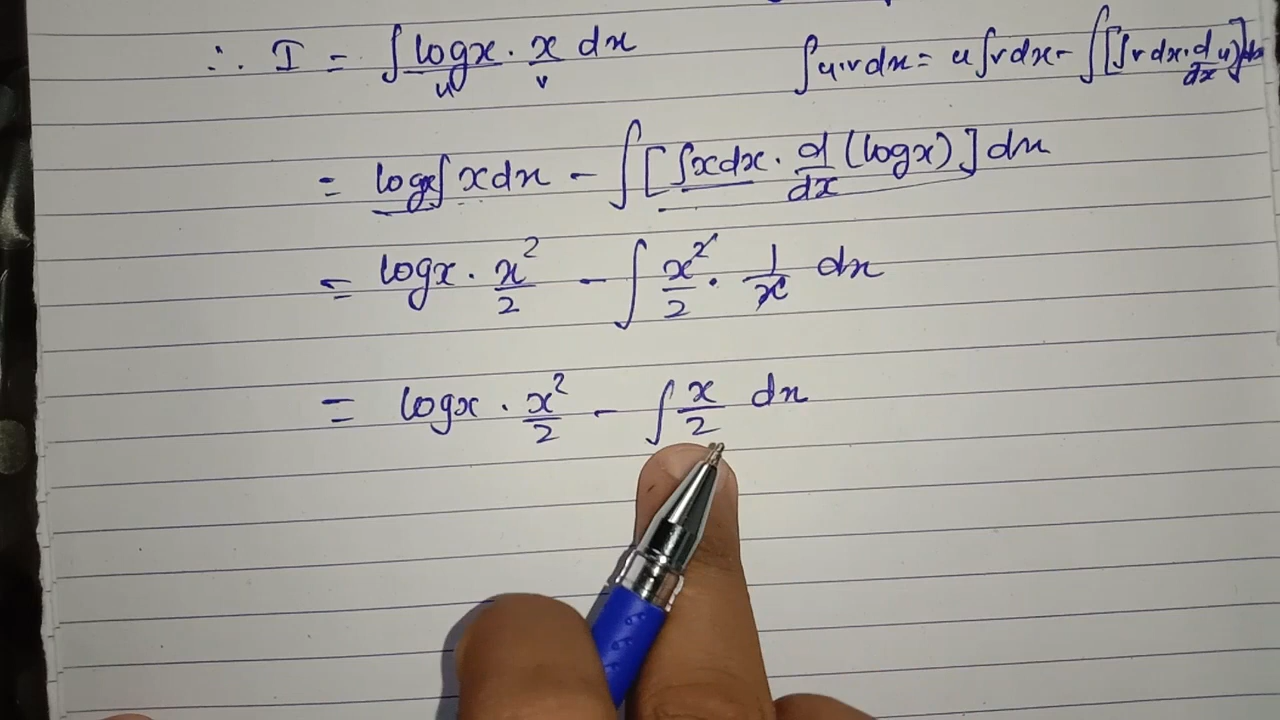 ∴ I = ∫ logx · x dx
u v
∫u·v dx = u∫v dx - ∫[∫v dx · d/dx u] dx
= logx∫x dx - ∫[∫x dx · d/dx (logx)] dx
= logx · x²/2 - ∫ x²/2 · 1/x dx
= logx · x²/2 - ∫ x/2 dx